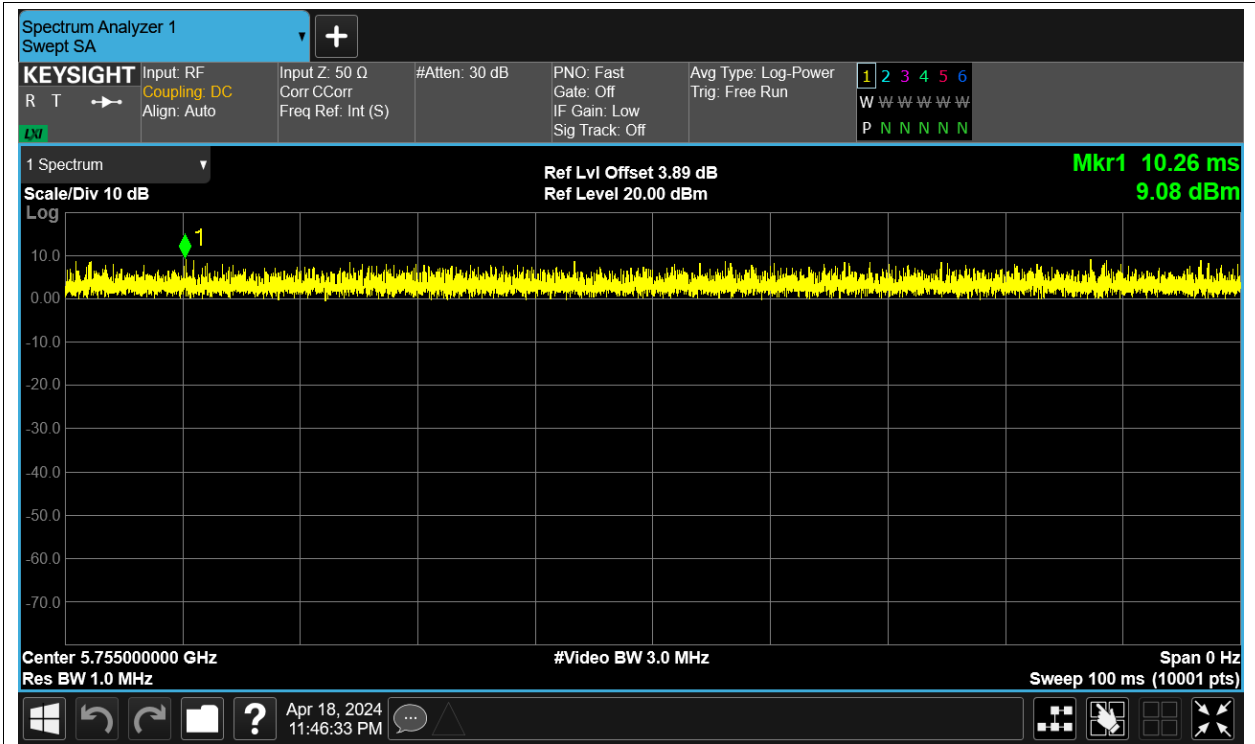 Spectrum Analyzer 1
Swept SA
KEYSIGHT
R T
LXI
Input: RF
Coupling: DC
Align: Auto
Input Z: 50 Ω
Corr CCorr
Freq Ref: Int (S)
#Atten: 30 dB
PNO: Fast
Gate: Off
IF Gain: Low
Sig Track: Off
Avg Type: Log-Power
Trig: Free Run
1 2 3 4 5 6
W W W W W W
P N N N N N
1 Spectrum
Scale/Div 10 dB
Log
Ref Lvl Offset 3.89 dB
Ref Level 20.00 dBm
Mkr1 10.26 ms
9.08 dBm
1
10.0
0.00
-10.0
-20.0
-30.0
-40.0
-50.0
-60.0
-70.0
Center 5.755000000 GHz
Res BW 1.0 MHz
#Video BW 3.0 MHz
Span 0 Hz
Sweep 100 ms (10001 pts)
?
Apr 18, 2024
11:46:33 PM